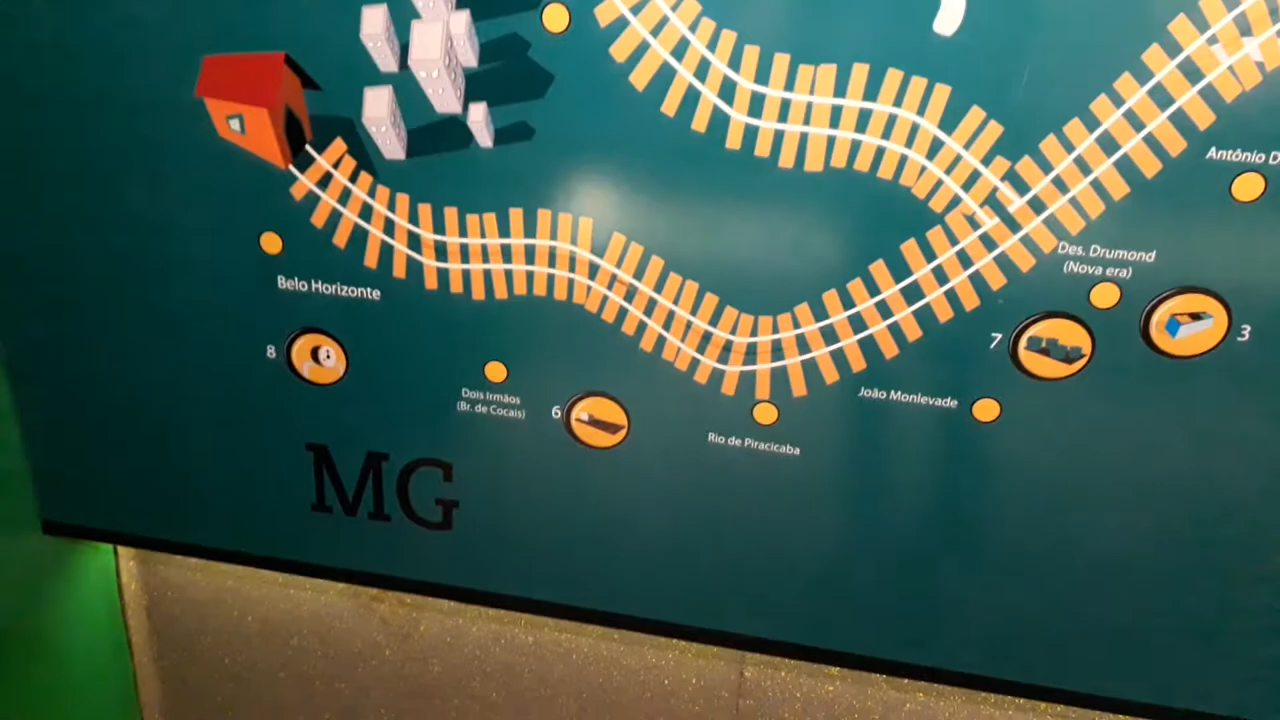 Antônio D
Des. Drumond
(Nova era)
Belo Horizonte
3
7
8
Dois Irmãos
(Br. de Cocais)
6
João Monlevade
Rio de Piracicaba
MG